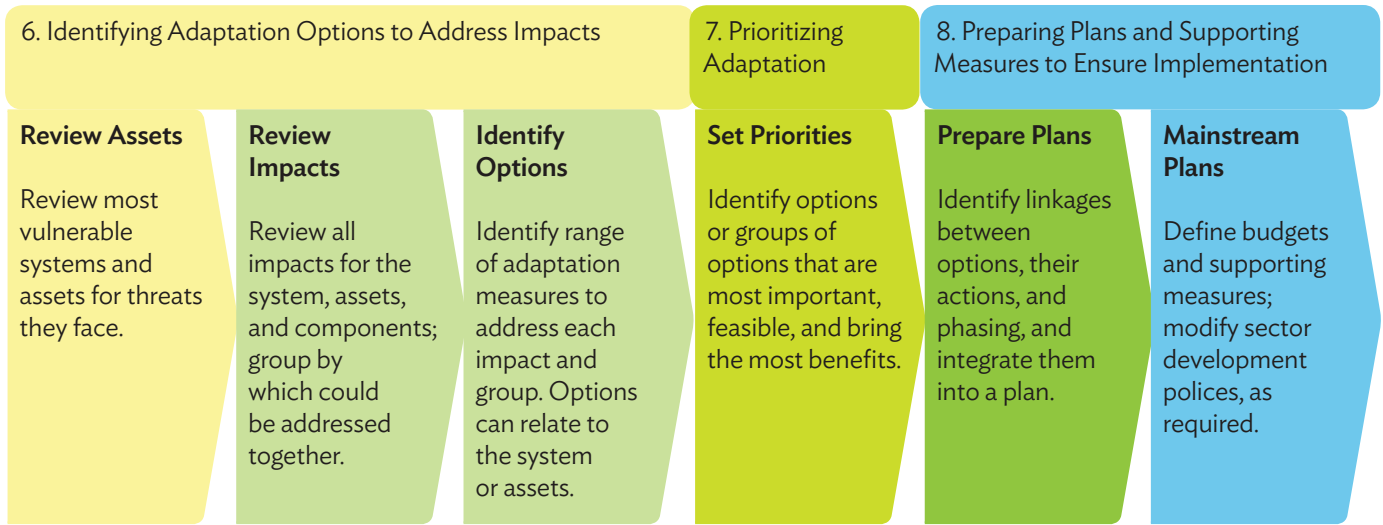 6. Identifying Adaptation Options to Address Impacts
7. Prioritizing
Adaptation
8. Preparing Plans and Supporting
Measures to Ensure Implementation
Review Assets
Review most
vulnerable
systems and
assets for threats
they face.
Review
Impacts
Review all
impacts for the
system, assets,
and components;
group by
which could
be addressed
together.
Identify
Options
Identify range
of adaptation
measures to
address each
impact and
group. Options
can relate to
the system
or assets.
Set Priorities
Identify options
or groups of
options that are
most important,
feasible, and bring
the most benefits.
Prepare Plans
Identify linkages
between
options, their
actions, and
phasing, and
integrate them
into a plan.
Mainstream
Plans
Define budgets
and supporting
measures;
modify sector
development
polices, as
required.